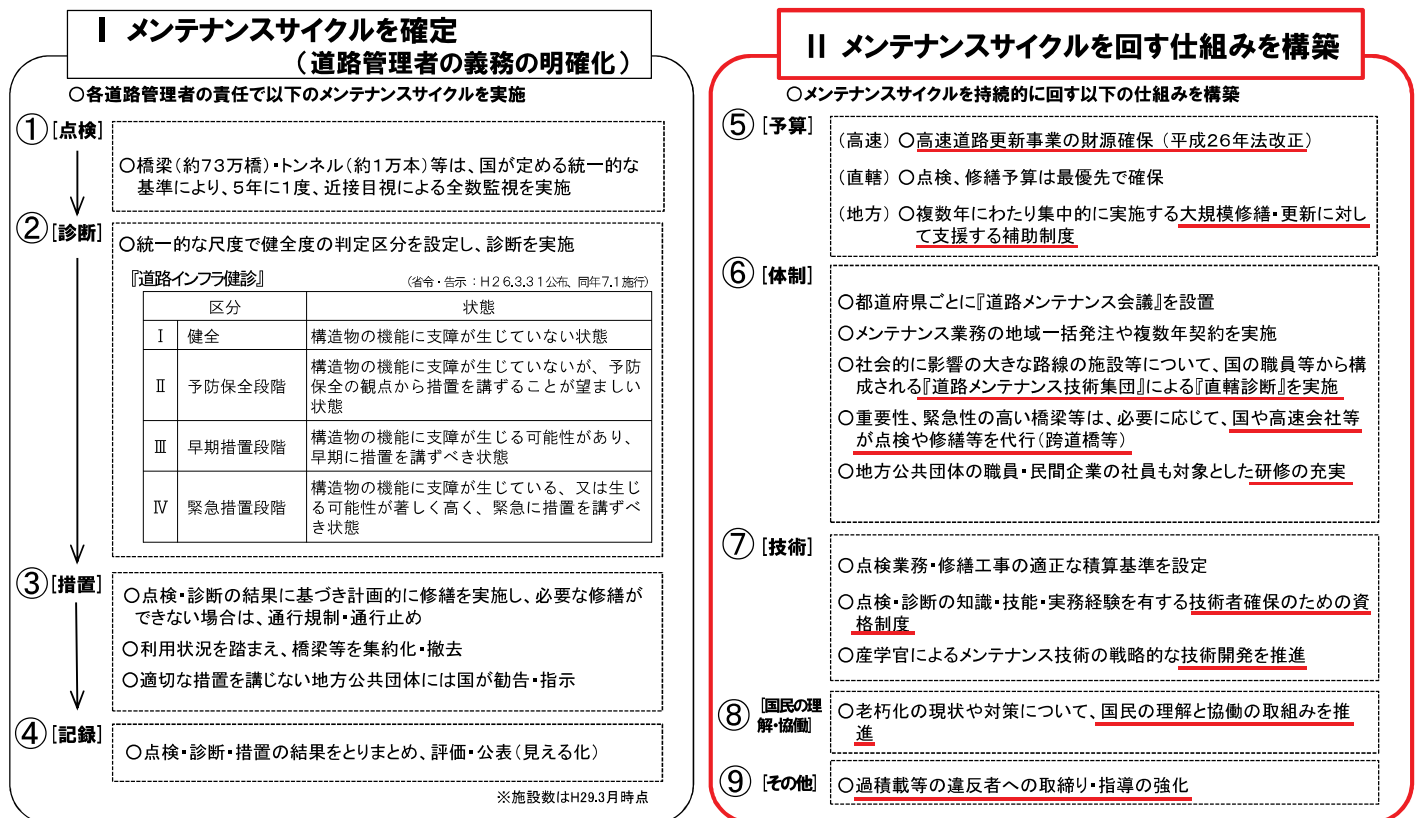 Ⅰ メンテナンスサイクルを確定
（道路管理者の義務の明確化）
○各道路管理者の責任で以下のメンテナンスサイクルを実施
①[点検]
○橋梁（約73万橋）・トンネル（約1万本）等は、国が定める統一的な
基準により、5年に1度、近接目視による全数監視を実施
②[診断]
○統一的な尺度で健全度の判定区分を設定し、診断を実施
『道路インフラ健診』
（省令・告示：H26.3.31公布、同年7.1施行）
区分 状態
Ⅰ 健全 構造物の機能に支障が生じていない状態
Ⅱ 予防保全段階 構造物の機能に支障が生じていないが、予防
保全の観点から措置を講ずることが望ましい
状態
Ⅲ 早期措置段階 構造物の機能に支障が生じる可能性があり、
早期に措置を講ずべき状態
Ⅳ 緊急措置段階 構造物の機能に支障が生じている、又は生じ
る可能性が著しく高く、緊急に措置を講ずべ
き状態
③[措置]
○点検・診断の結果に基づき計画的に修繕を実施し、必要な修繕が
できない場合は、通行規制・通行止め
○利用状況を踏まえ、橋梁等を集約化・撤去
○適切な措置を講じない地方公共団体には国が勧告・指示
④[記録]
○点検・診断・措置の結果をとりまとめ、評価・公表（見える化）
※施設数はH29.3月時点
Ⅱ メンテナンスサイクルを回す仕組みを構築
○メンテナンスサイクルを持続的に回す以下の仕組みを構築
⑤[予算]
（高速）○高速道路更新事業の財源確保（平成26年法改正）
（直轄）○点検、修繕予算は最優先で確保
（地方）○複数年にわたり集中的に実施する大規模修繕・更新に対し
て支援する補助制度
⑥[体制]
○都道府県ごとに『道路メンテナンス会議』を設置
○メンテナンス業務の地域一括発注や複数年契約を実施
○社会的に影響の大きな路線の施設等について、国の職員等から構
成される『道路メンテナンス技術集団』による『直轄診断』を実施
○重要性、緊急性の高い橋梁等は、必要に応じて、国や高速会社等
が点検や修繕等を代行（跨道橋等）
○地方公共団体の職員・民間企業の社員も対象とした研修の充実
⑦[技術]
○点検業務・修繕工事の適正な積算基準を設定
○点検・診断の知識・技能・実務経験を有する技術者確保のための資
格制度
○産学官によるメンテナンス技術の戦略的な技術開発を推進
⑧[国民の理
解・協働]
○老朽化の現状や対策について、国民の理解と協働の取組みを推
進
⑨[その他]
○過積載等の違反者への取締り・指導の強化